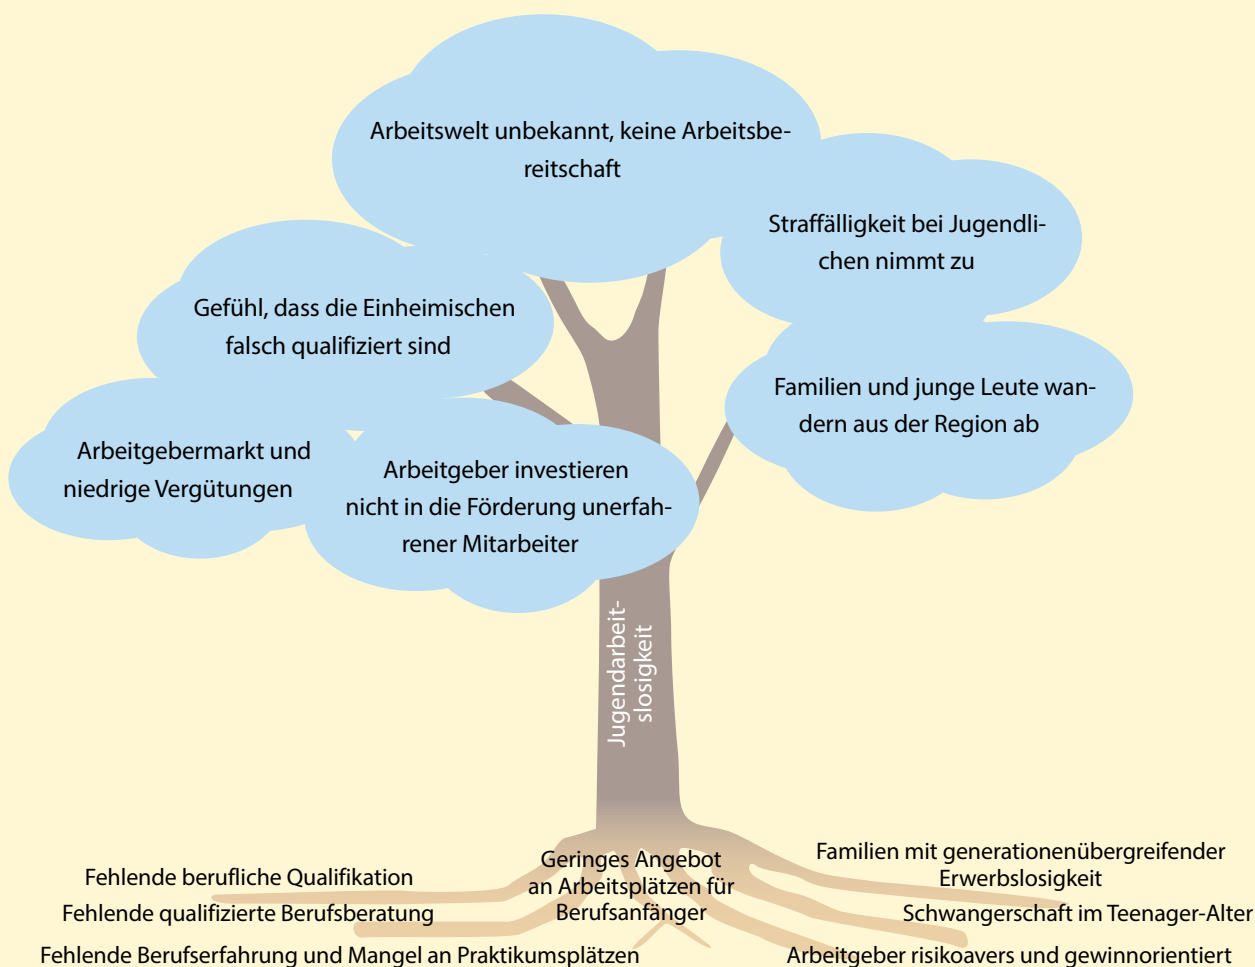 Arbeitswelt unbekannt, keine Arbeitsbe-
reitschaft
Straffälligkeit bei Jugendli-
chen nimmt zu
Gefühl, dass die Einheimischen
falsch qualifiziert sind
Familien und junge Leute wan-
dern aus der Region ab
Arbeitgebermarkt und
niedrige Vergütungen
Arbeitgeber investieren
nicht in die Förderung unerfah-
rener Mitarbeiter
Jugendarbeit-
slosigkeit
Fehlende berufliche Qualifikation
Fehlende qualifizierte Berufsberatung
Fehlende Berufserfahrung und Mangel an Praktikumsplätzen
Geringes Angebot
an Arbeitsplätzen für
Berufsanfänger
Familien mit generationenübergreifender
Erwerbslosigkeit
Schwangerschaft im Teenager-Alter
Arbeitgeber risikoavers und gewinnorientiert